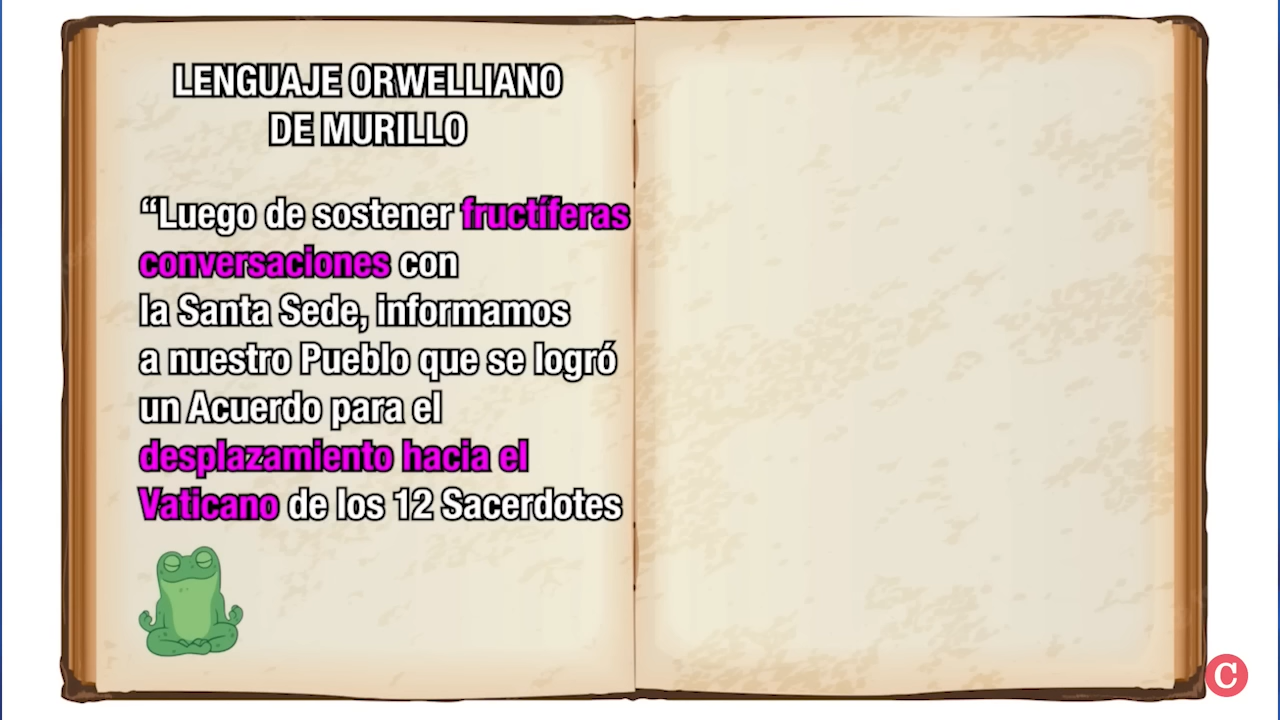 LENGUAJE ORWELLIANO
DE MURILLO
“Luego de sostener fructíferas
conversaciones con
la Santa Sede, informamos
a nuestro Pueblo que se logró
un Acuerdo para el
desplazamiento hacia el
Vaticano de los 12 Sacerdotes
C